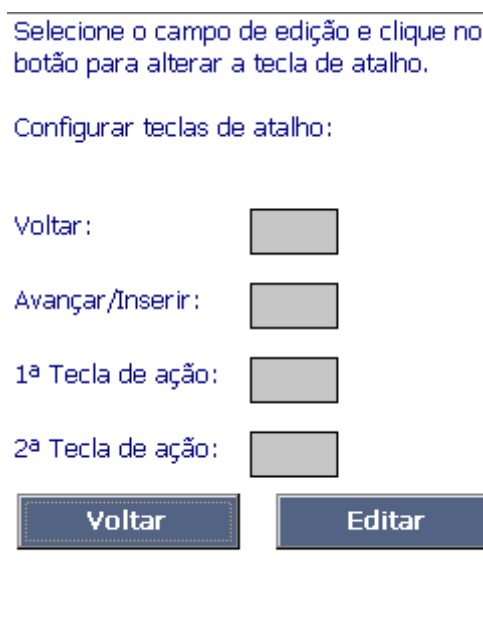 Selecione o campo de edição e clique no
botão para alterar a tecla de atalho.
Configurar teclas de atalho:
Voltar:
Avançar/Inserir:
1ª Tecla de ação:
2ª Tecla de ação:
Voltar
Editar